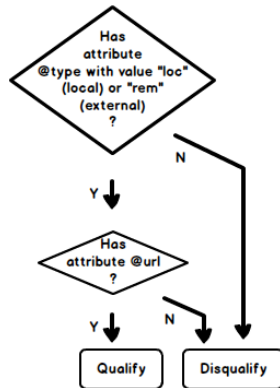 Has
attribute
@type with value "loc"
(local) or "rem"
(external)
?
N
Y
Has
attribute @url
?
Y
N
Qualify
Disqualify